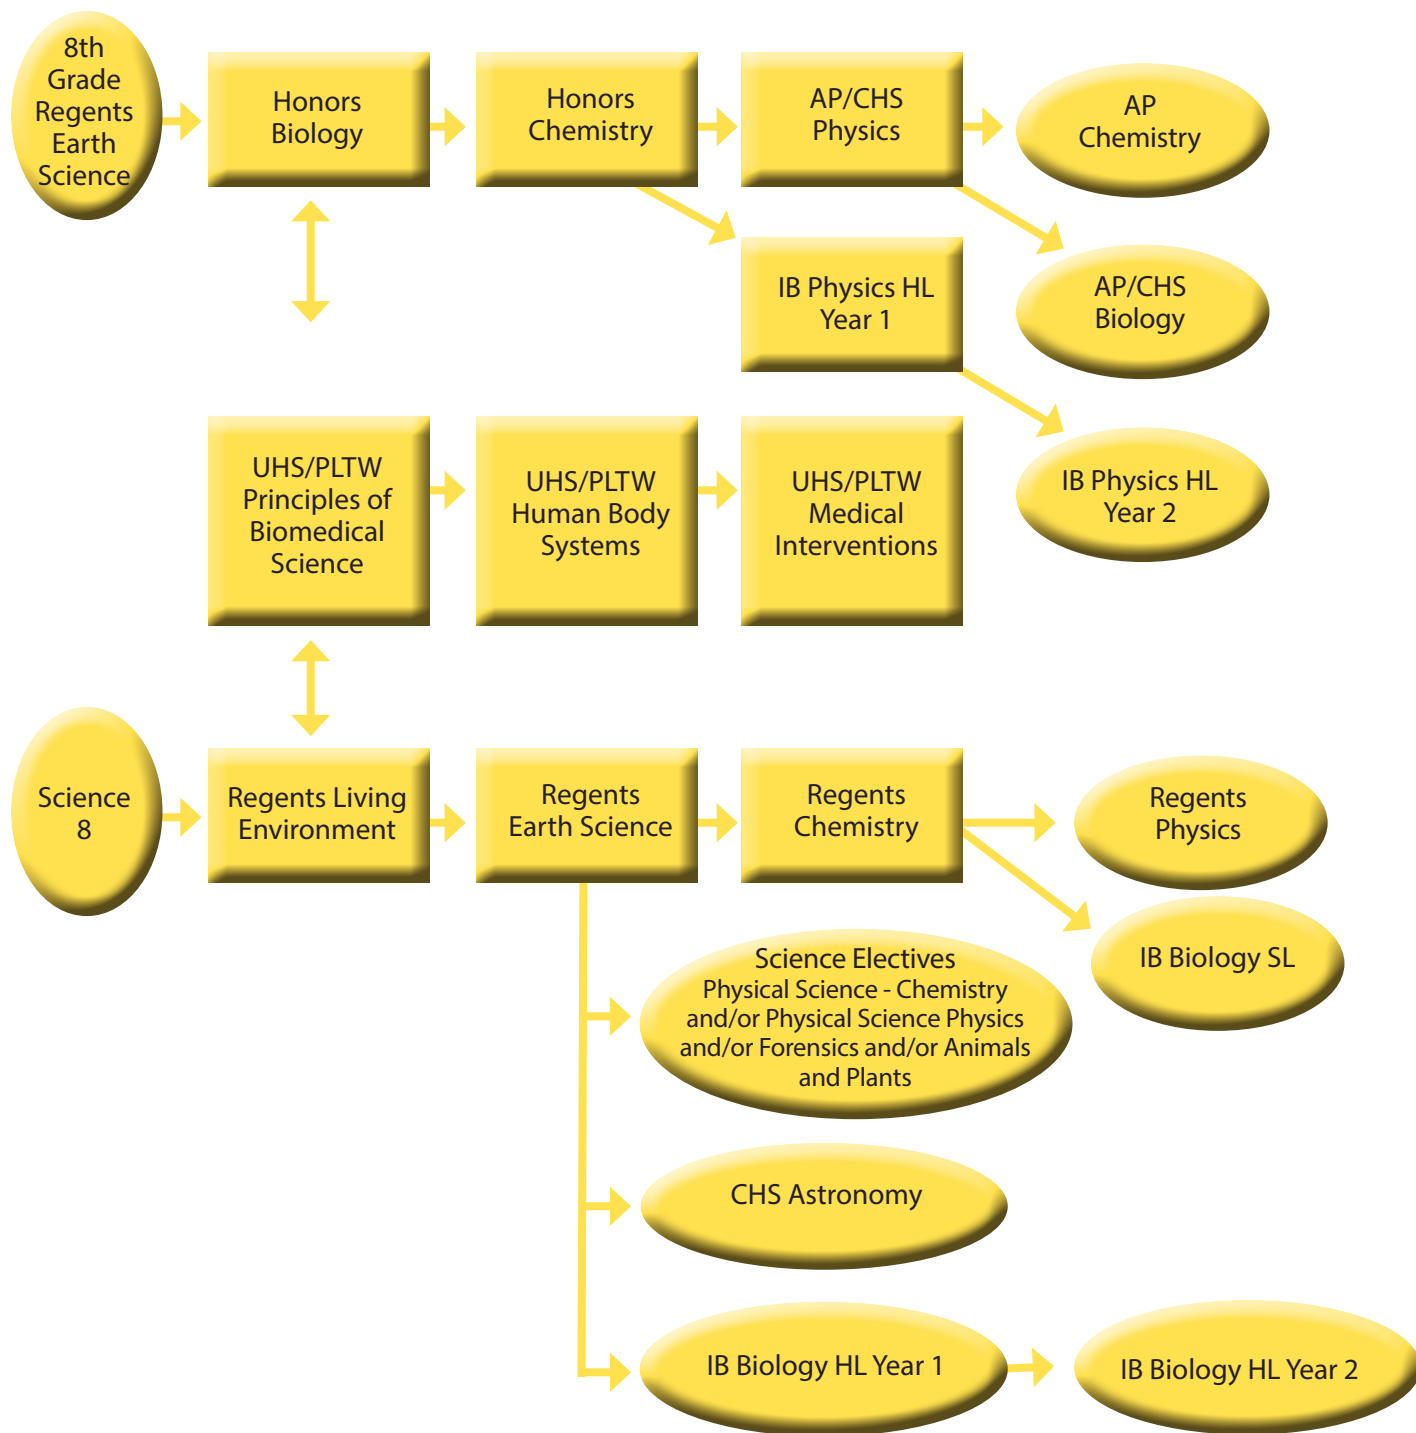 8th
Grade
Regents
Earth
Science
Honors
Biology
Honors
Chemistry
AP/CHS
Physics
AP
Chemistry
IB Physics HL
Year 1
AP/CHS
Biology
UHS/PLTW
Principles of
Biomedical
Science
UHS/PLTW
Human Body
Systems
UHS/PLTW
Medical
Interventions
IB Physics HL
Year 2
Science
8
Regents Living
Environment
Regents
Earth Science
Regents
Chemistry
Regents
Physics
IB Biology SL
Science Electives
Physical Science - Chemistry
and/or Physical Science Physics
and/or Forensics and/or Animals
and Plants
CHS Astronomy
IB Biology HL Year 1
IB Biology HL Year 2